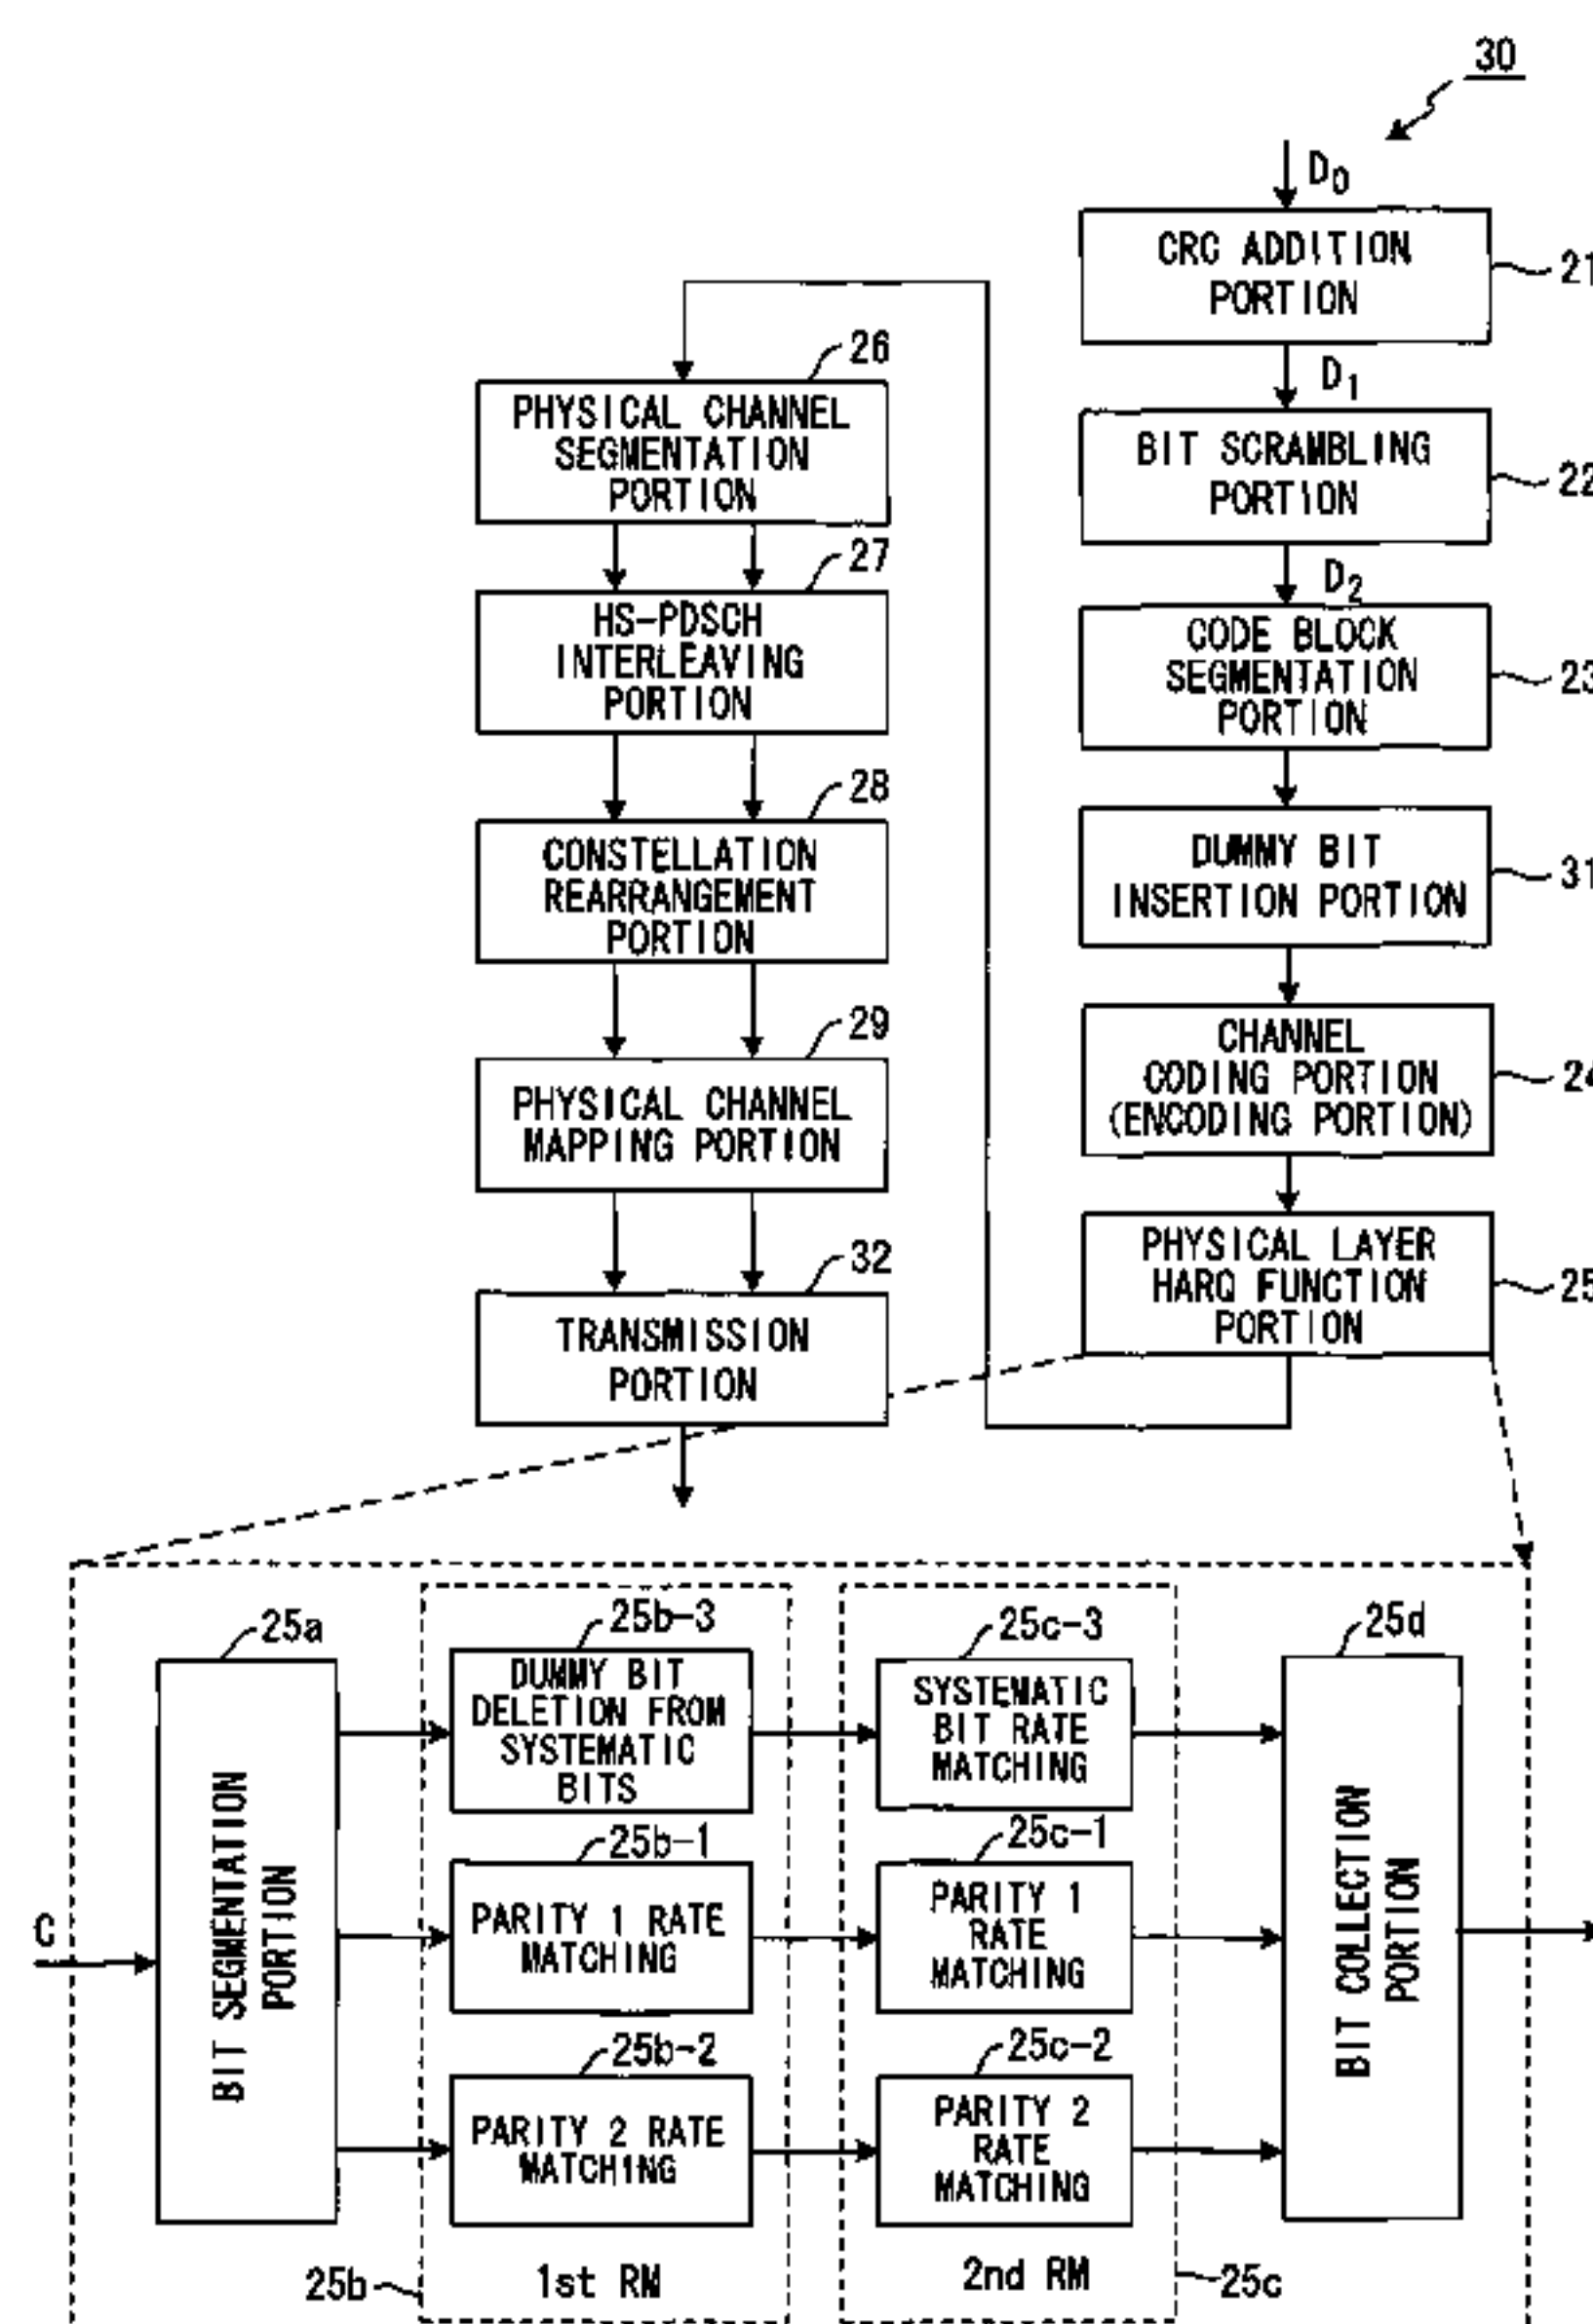 30
D0
CRC ADDITION
PORTION
21
D1
BIT SCRAMBLING
PORTION
22
D2
CODE BLOCK
SEGMENTATION
PORTION
23
DUMMY BIT
INSERTION PORTION
31
CHANNEL
CODING PORTION
(ENCODING PORTION)
24
PHYSICAL LAYER
HARQ FUNCTION
PORTION
25
26
PHYSICAL CHANNEL
SEGMENTATION
PORTION
27
HS-PDSCH
INTERLEAVING
PORTION
28
CONSTELLATION
REARRANGEMENT
PORTION
29
PHYSICAL CHANNEL
MAPPING PORTION
32
TRANSMISSION
PORTION
C
25a
BIT SEGMENTATION
PORTION
25b-3
DUMMY BIT
DELETION FROM
SYSTEMATIC
BITS
25b-1
PARITY 1 RATE
MATCHING
25b-2
PARITY 2 RATE
MATCHING
25b
1st RM
25c-3
SYSTEMATIC
BIT RATE
MATCHING
25c-1
PARITY 1
RATE
MATCHING
25c-2
PARITY 2
RATE
MATCHING
2nd RM
25c
25d
BIT COLLECTION
PORTION